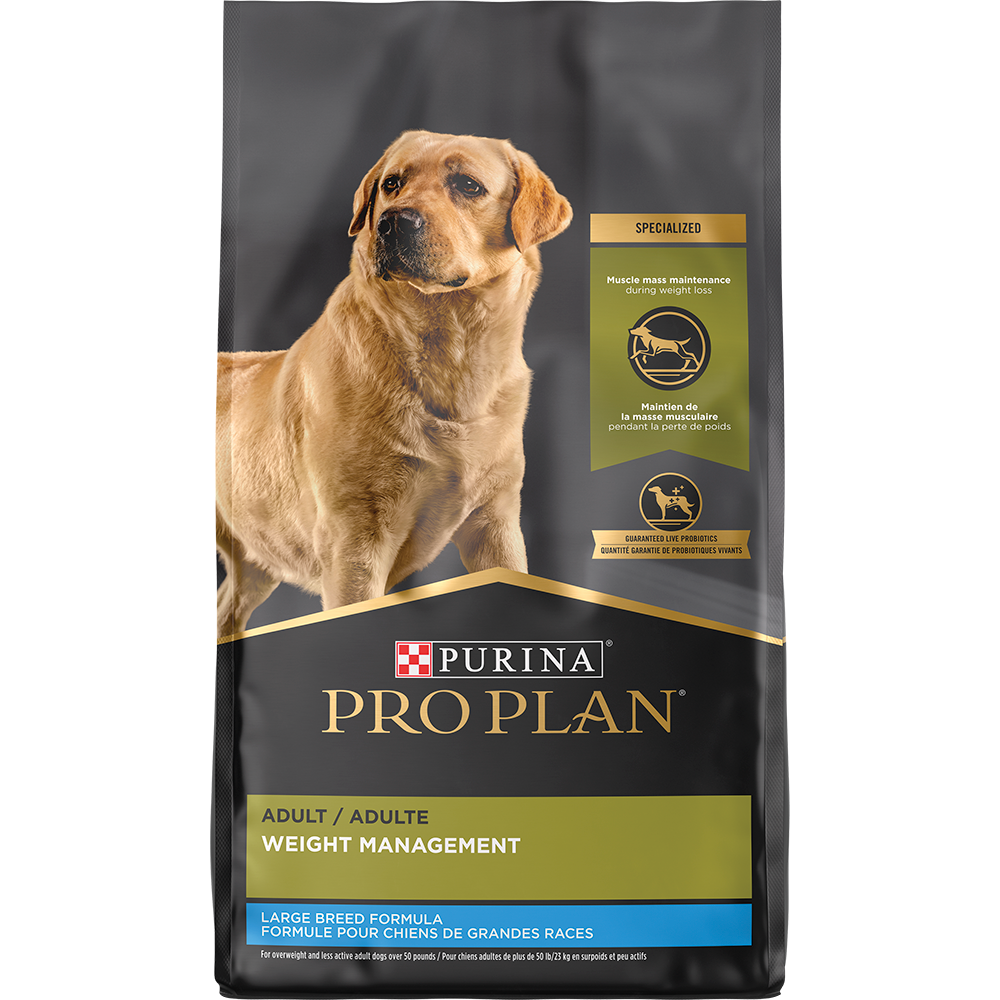 SPECIALIZED
Muscle mass maintenance
during weight loss
Maintien de
la masse musculaire
pendant la perte de poids
GUARANTEED LIVE PROBIOTICS
QUANTITÉ GARANTIE DE PROBIOTIQUES VIVANTS
PURINA®
PRO PLAN®
ADULT / ADULTE
WEIGHT MANAGEMENT
LARGE BREED FORMULA
FORMULE POUR CHIENS DE GRANDES RACES
For overweight and less active adult dogs over 50 pounds / Pour chiens adultes de plus de 50 lb/23 kg en surpoids et peu actifs